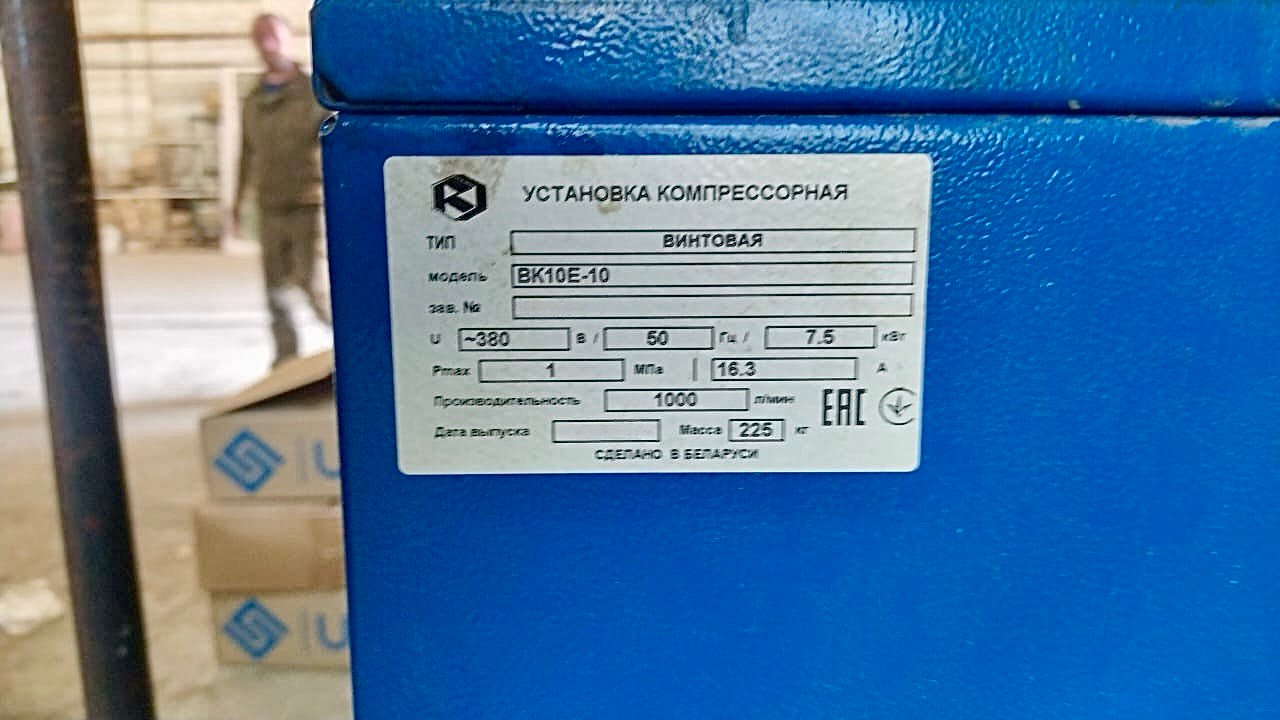 УСТАНОВКА КОМПРЕССОРНАЯ
ТИП ВИНТОВАЯ
модель ВК10Е-10
зав. №
U ~380 В / 50 Гц / 7.5 кВт
Pmax 1 МПа 16.3 А
Производительность 1000 л/мин
ЕАС
Дата выпуска Масса 225 кг
СДЕЛАНО В БЕЛАРУСИ
U
U